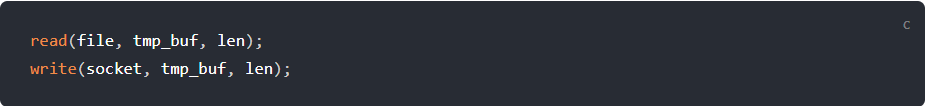 C
read(file, tmp_buf, len);
write(socket, tmp_buf, len);